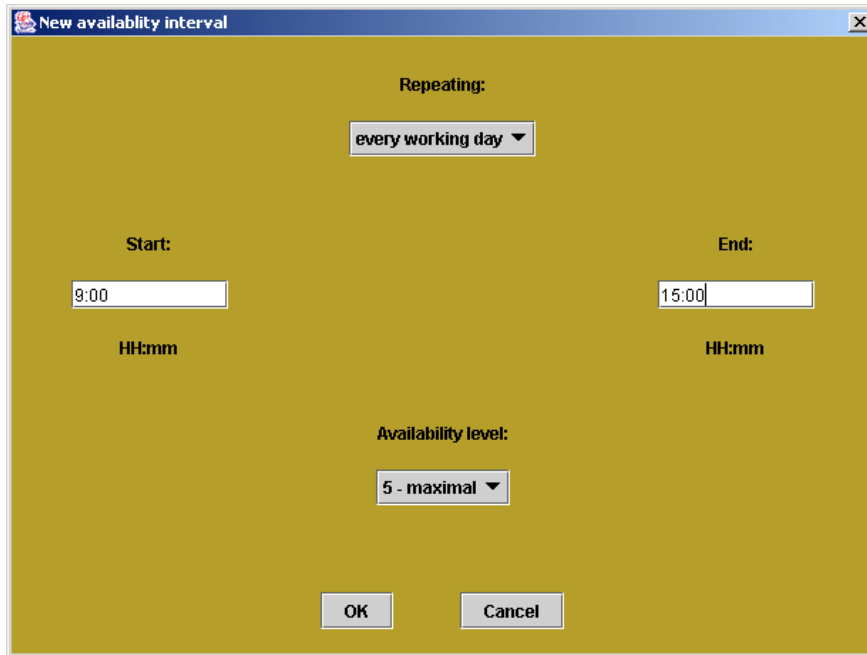 New availablity interval
Repeating:
every working day
Start: End:
9:00 15:00
HH:mm HH:mm
Availability level:
5 - maximal
OK Cancel